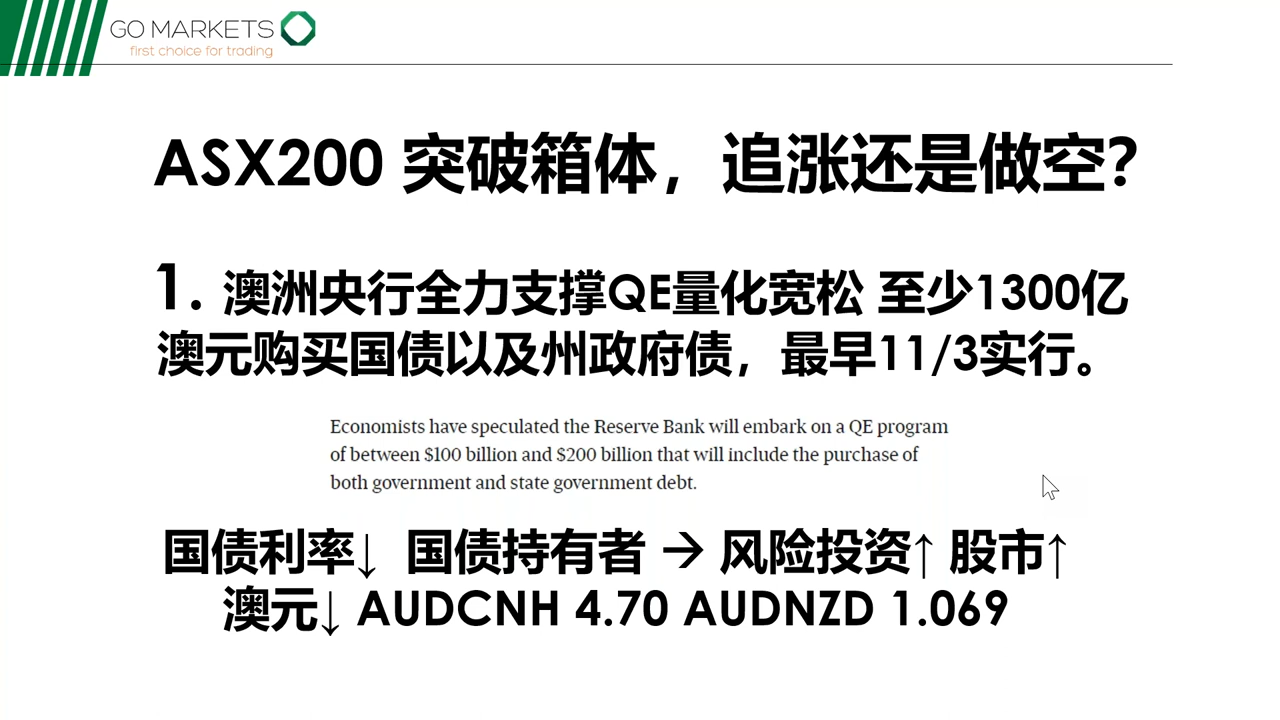 GO MARKETS
first choice for trading
ASX200 突破箱体，追涨还是做空?
1. 澳洲央行全力支撑QE量化宽松 至少1300亿
澳元购买国债以及州政府债，最早11/3实行。
Economists have speculated the Reserve Bank will embark on a QE program
of between $100 billion and $200 billion that will include the purchase of
both government and state government debt.
国债利率↓ 国债持有者 → 风险投资↑ 股市↑
澳元↓ AUDCNH 4.70 AUDNZD 1.069